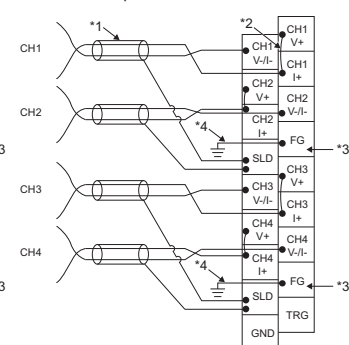 *1
*2
CH1
V+
CH1
CH1
V-/I-
CH1
I+
CH2
V+
CH2
V-/I-
CH2
CH2
I+
*4
FG
*3
3
SLD
CH3
V+
CH3
CH3
V-/I-
CH3
I+
CH4
V+
CH4
V-/I-
CH4
CH4
I+
*4
FG
*3
3
SLD
TRG
GND